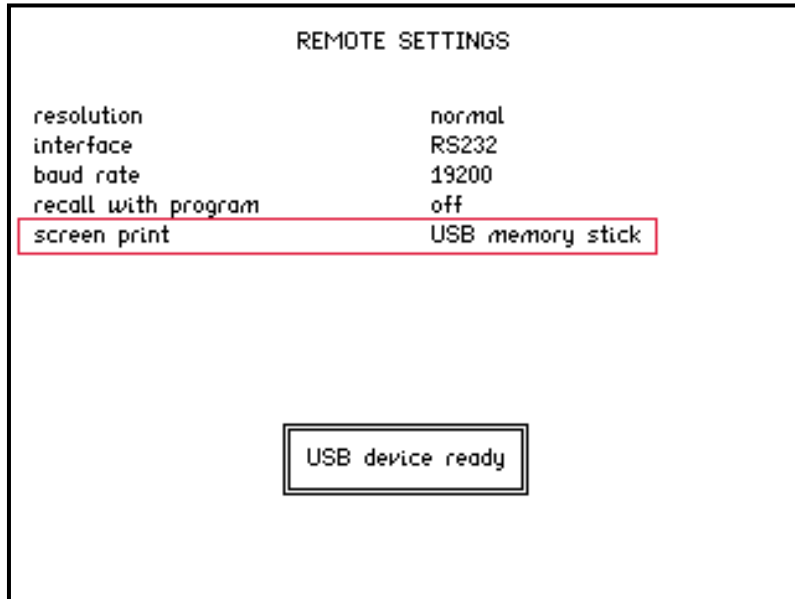 REMOTE SETTINGS
resolution normal
interface RS232
baud rate 19200
recall with program off
screen print USB memory stick
USB device ready